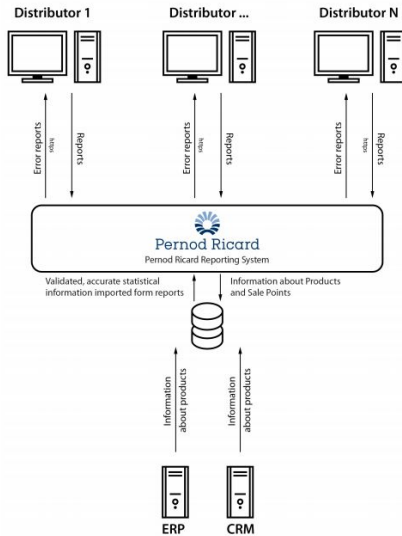 Distributor 1
Distributor ...
Distributor N
Error reports
https
Reports
Error reports
https
Reports
Error reports
https
Reports
Pernod Ricard
Pernod Ricard Reporting System
Validated, accurate statistical
information imported form reports
Information about Products
and Sale Points
Information
about products
Information
about products
ERP
CRM